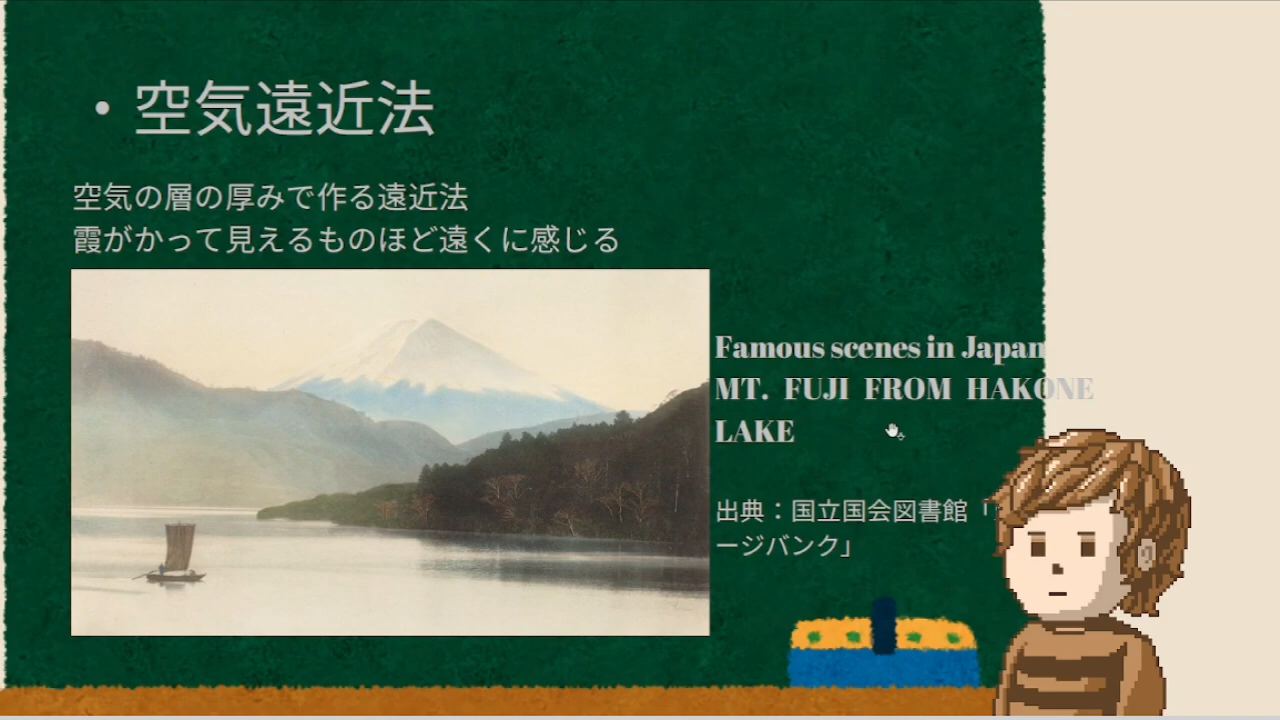 ・空気遠近法
空気の層の厚みで作る遠近法
霞がかって見えるものほど遠くに感じる
Famous scenes in Japan
MT. FUJI FROM HAKONE
LAKE
出典:国立国会図書館「
ージバンク」